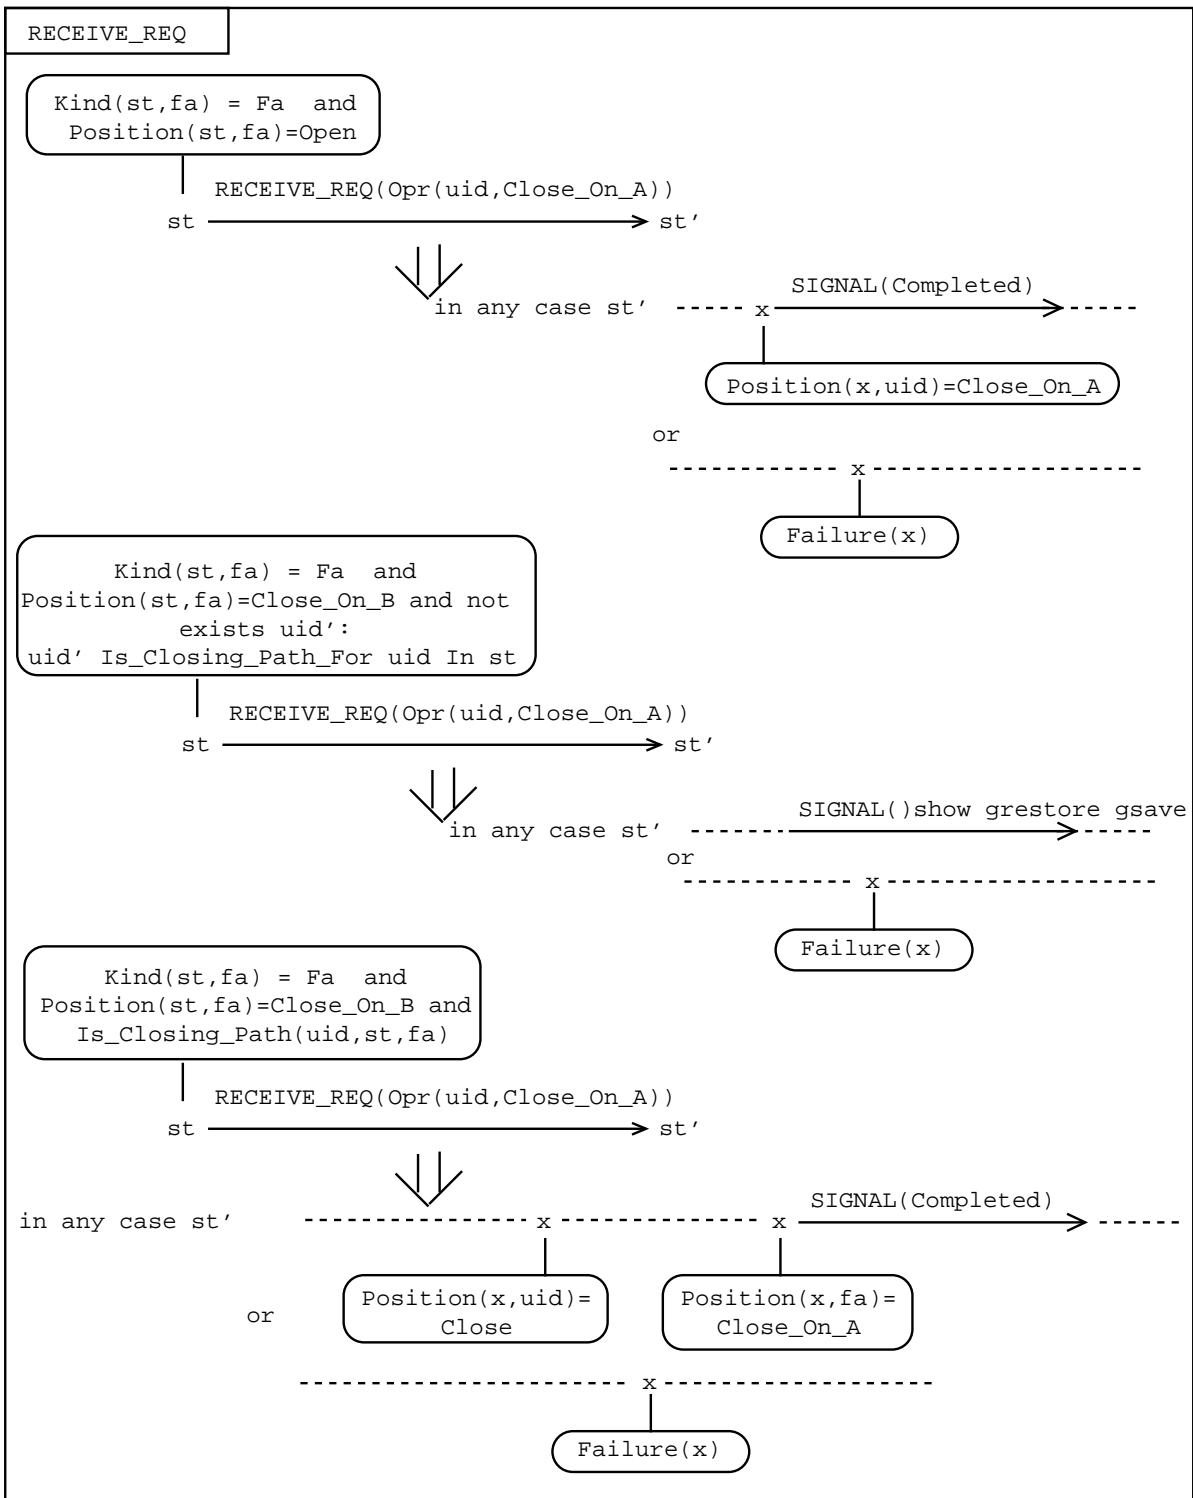 RECEIVE_REQ
Kind(st,fa) = Fa and
Position(st,fa)=Open
RECEIVE_REQ(Opr(uid,Close_On_A))
st st′
SIGNAL(Completed)
in any case st′ ----- x -----
Position(x,uid)=Close_On_A
or
------------ x -------------------
Failure(x)
Kind(st,fa) = Fa and
Position(st,fa)=Close_On_B and not
exists uid′:
uid′ Is_Closing_Path_For uid In st
RECEIVE_REQ(Opr(uid,Close_On_A))
st st′
SIGNAL()show grestore gsave
in any case st′ ------- -----
or
------------ x -------------------
Failure(x)
Kind(st,fa) = Fa and
Position(st,fa)=Close_On_B and
Is_Closing_Path(uid,st,fa)
RECEIVE_REQ(Opr(uid,Close_On_A))
st st′
SIGNAL(Completed)
in any case st′ ---------------- x -------------- x ------
Position(x,uid)=
Close
Position(x,fa)=
Close_On_A
or
----------------------- x -------------------
Failure(x)